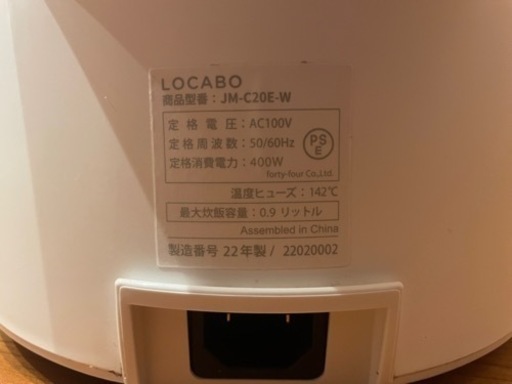 LOCABO
商品型番：JM-C20E-W
定格電圧：AC100V
定格周波数：50/60Hz
定格消費電力：400W
PS
E
forty-four Co.,Ltd.
温度ヒューズ：142℃
最大炊飯容量：0.9 リットル
Assembled in China
製造番号 22年製/ 22020002